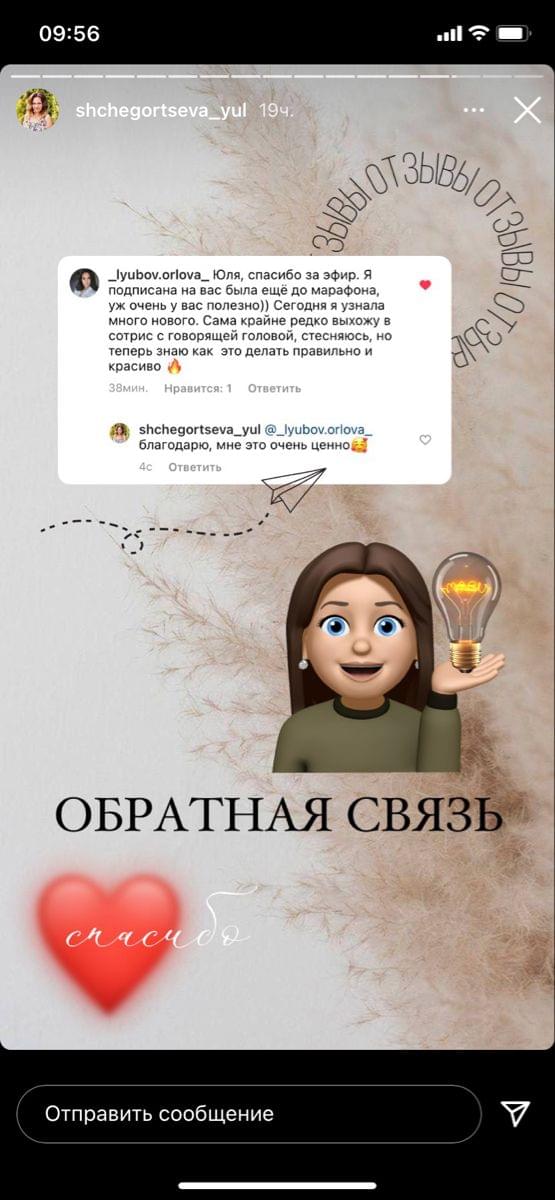 09:56
shchegortseva_yul 19ч.
ЗЫВЫ ОТЗЫВЫ ОТЗЫВЫ ОТЗЫВ
_lyubov.orlova_ Юля, спасибо за эфир. Я
подписана на вас была ещё до марафона,
уж очень у вас полезно)) Сегодня я узнала
много нового. Сама крайне редко выхожу в
сотрис с говорящей головой, стесняюсь, но
теперь знаю как это делать правильно и
красиво 🔥
38мин. Нравится: 1 Ответить
shchegortseva_yul @_lyubov.orlova_
благодарю, мне это очень ценно🥰
4с Ответить
ОБРАТНАЯ СВЯЗЬ
спасибо
Отправить сообщение